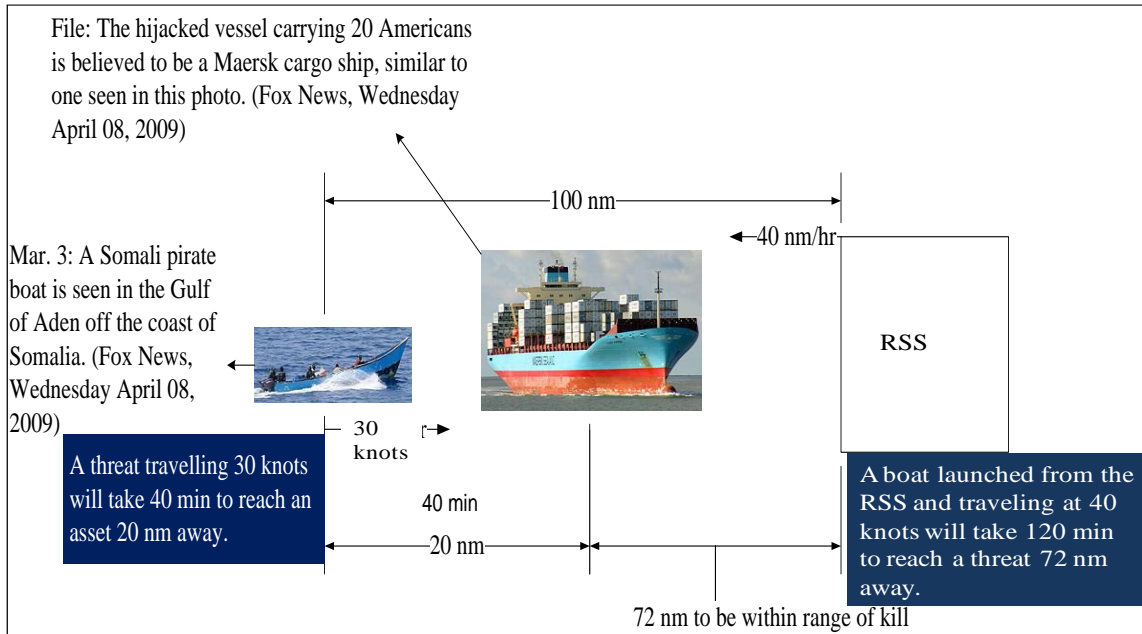 File: The hijacked vessel carrying 20 Americans
is believed to be a Maersk cargo ship, similar to
one seen in this photo. (Fox News, Wednesday
April 08, 2009)
100 nm
40 nm/hr
Mar. 3: A Somali pirate
boat is seen in the Gulf
of Aden off the coast of
Somalia. (Fox News,
Wednesday April 08,
2009)
RSS
30
knots
A threat travelling 30 knots
will take 40 min to reach an
asset 20 nm away.
40 min
20 nm
A boat launched from the
RSS and traveling at 40
knots will take 120 min
to reach a threat 72 nm
away.
72 nm to be within range of kill